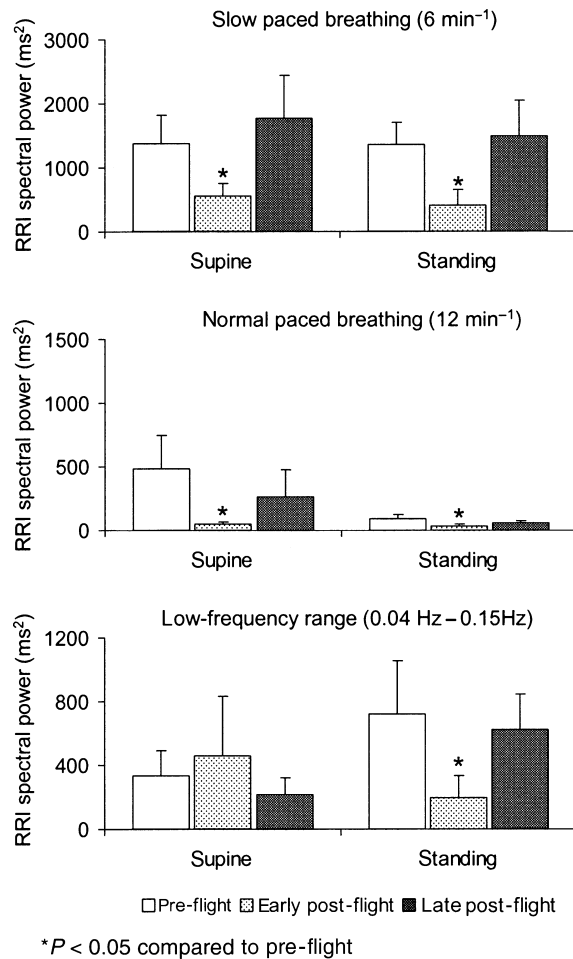 Slow paced breathing (6 min⁻¹)
RRI spectral power (ms²)
3000
2000
1000
0
*
*
Supine
Standing
Normal paced breathing (12 min⁻¹)
RRI spectral power (ms²)
1500
1000
500
0
*
*
Supine
Standing
Low-frequency range (0.04 Hz – 0.15Hz)
RRI spectral power (ms²)
1200
800
400
0
*
Supine
Standing
Pre-flight Early post-flight Late post-flight
*P < 0.05 compared to pre-flight